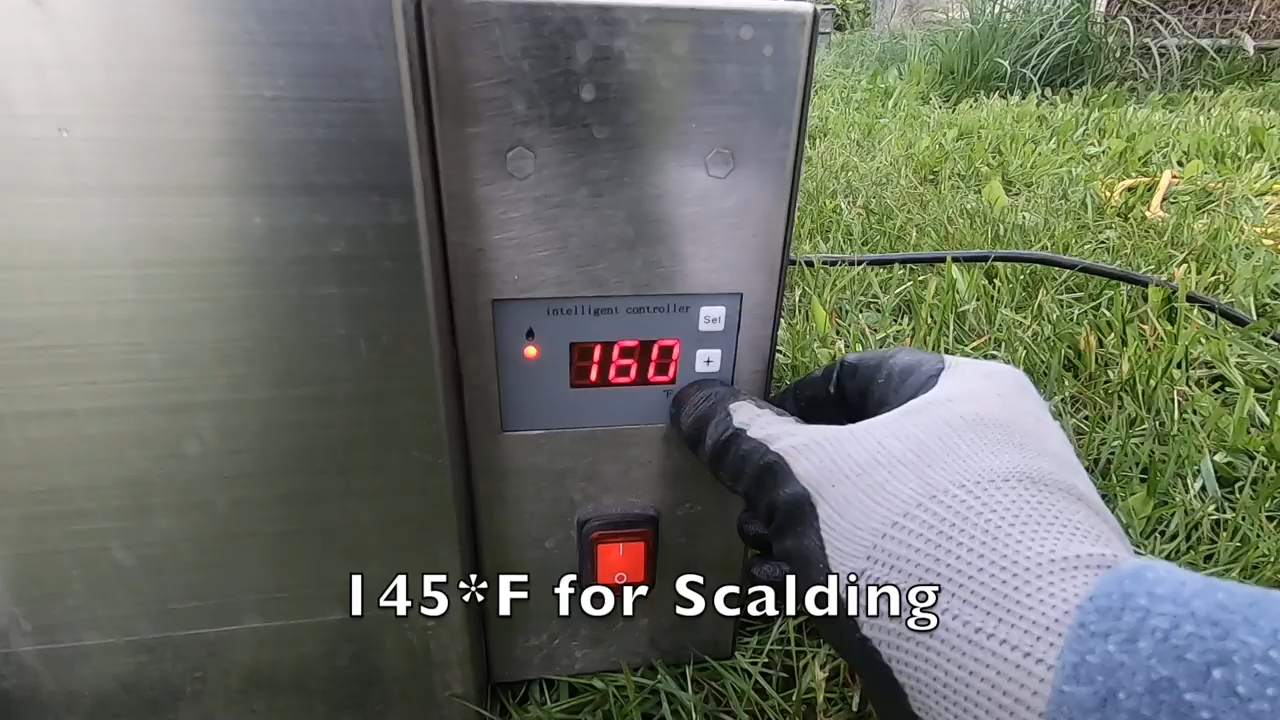 intelligent controller
Set
160
+
145*F for Scalding